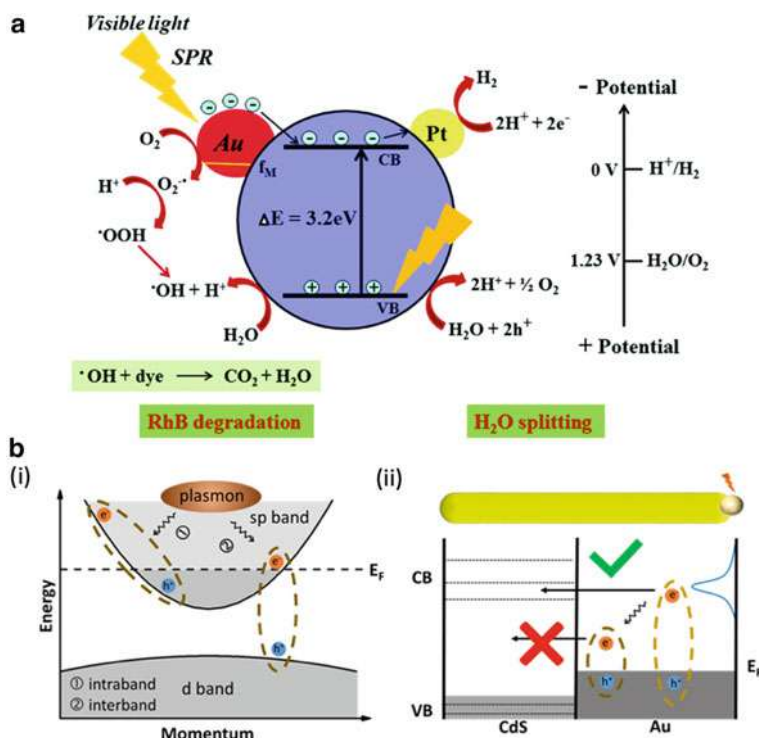 a
Visible light
SPR
Au
O₂
O₂⁻•
H⁺
•OOH
•OH + H⁺
H₂O
fM
CB
ΔE = 3.2eV
VB
Pt
H₂
2H⁺ + 2e⁻
2H⁺ + ½ O₂
H₂O + 2h⁺
- Potential
0 V
H⁺/H₂
1.23 V
H₂O/O₂
+ Potential
•OH + dye → CO₂ + H₂O
RhB degradation
H₂O splitting
b
(i)
plasmon
sp band
①
②
e⁻
h⁺
e⁻
h⁺
EF
Energy
d band
① intraband
② interband
Momentum
(ii)
CB
e⁻
e⁻
h⁺
h⁺
EF
VB
CdS
Au